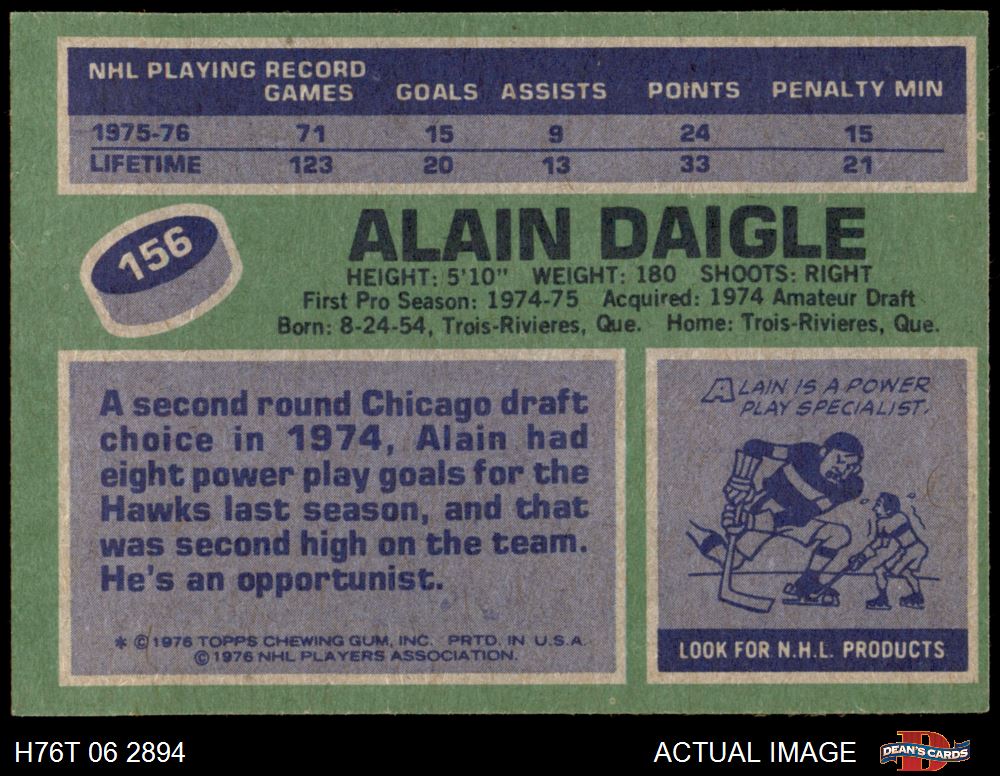 NHL PLAYING RECORD
GAMES GOALS ASSISTS POINTS PENALTY MIN
1975-76 71 15 9 24 15
LIFETIME 123 20 13 33 21
156
ALAIN DAIGLE
HEIGHT: 5'10" WEIGHT: 180 SHOOTS: RIGHT
First Pro Season: 1974-75 Acquired: 1974 Amateur Draft
Born: 8-24-54, Trois-Rivieres, Que. Home: Trois-Rivieres, Que.
A second round Chicago draft
choice in 1974, Alain had
eight power play goals for the
Hawks last season, and that
was second high on the team.
He's an opportunist.
* © 1976 TOPPS CHEWING GUM, INC. PRTD. IN U.S.A.
© 1976 NHL PLAYERS ASSOCIATION.
ALAIN IS A POWER
PLAY SPECIALIST.
LOOK FOR N.H.L. PRODUCTS
H76T 06 2894
ACTUAL IMAGE
DEAN'S CARDS